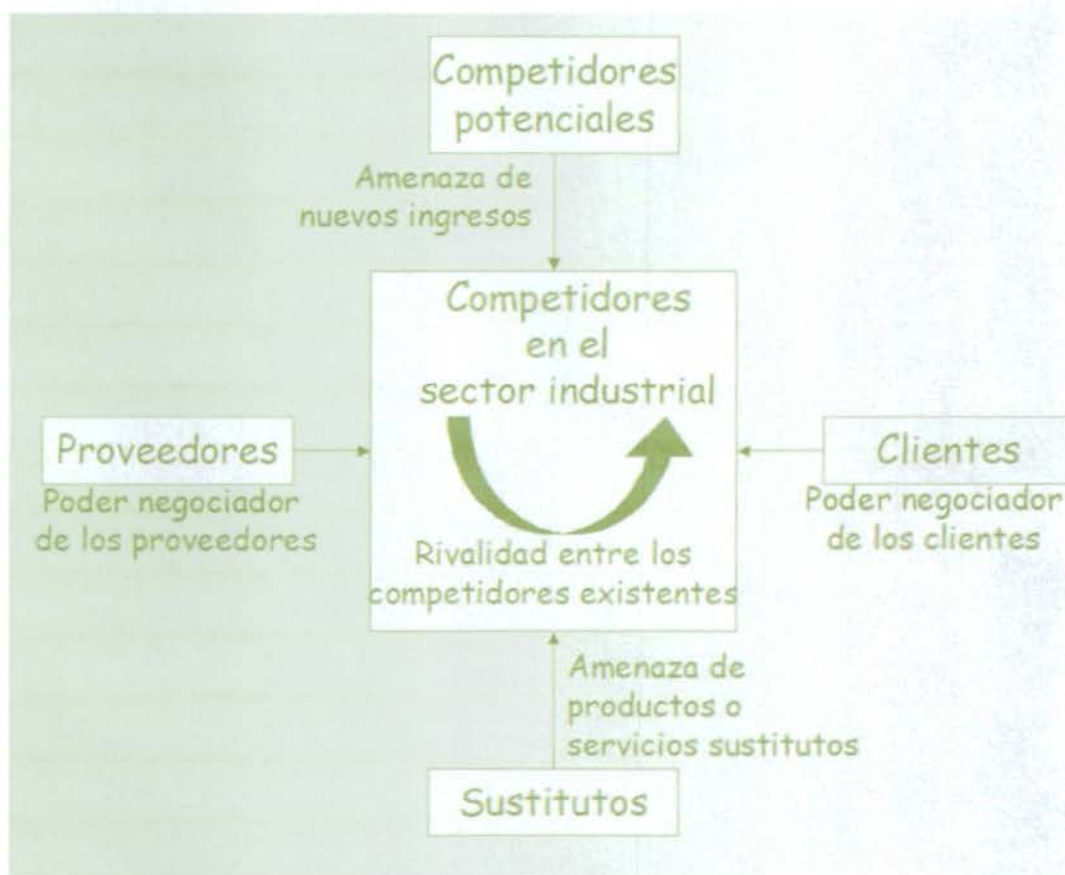 Competidores
potenciales
Amenaza de
nuevos ingresos
Competidores
en el
sector industrial
Proveedores
Poder negociador
de los proveedores
Clientes
Poder negociador
de los clientes
Rivalidad entre los
competidores existentes
Amenaza de
productos o
servicios sustitutos
Sustitutos